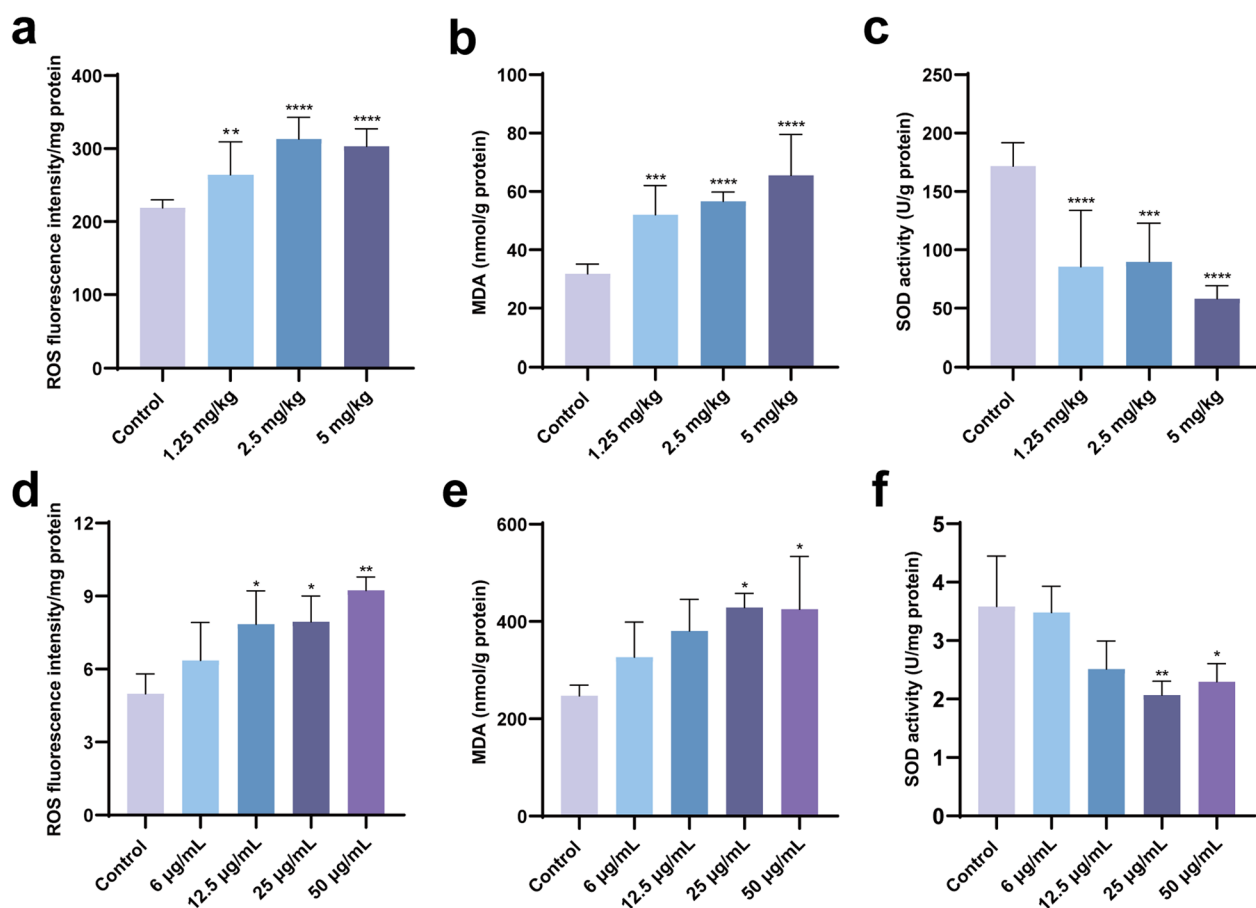 a
ROS fluorescence intensity/mg protein
400
300
200
100
0
**
****
****
Control
1.25 mg/kg
2.5 mg/kg
5 mg/kg
b
MDA (nmol/g protein)
100
80
60
40
20
0
***
****
****
Control
1.25 mg/kg
2.5 mg/kg
5 mg/kg
c
SOD activity (U/g protein)
250
200
150
100
50
0
****
***
****
Control
1.25 mg/kg
2.5 mg/kg
5 mg/kg
d
ROS fluorescence intensity/mg protein
12
9
6
3
0
*
*
**
Control
6 μg/mL
12.5 μg/mL
25 μg/mL
50 μg/mL
e
MDA (nmol/g protein)
600
400
200
0
*
*
Control
6 μg/mL
12.5 μg/mL
25 μg/mL
50 μg/mL
f
SOD activity (U/mg protein)
5
4
3
2
1
0
**
*
Control
6 μg/mL
12.5 μg/mL
25 μg/mL
50 μg/mL